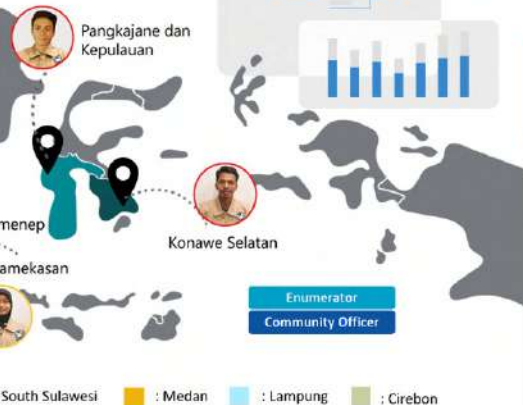 Pangkajane dan
Kepulauan
menep
Konawe Selatan
amekasan
Enumerator
Community Officer
South Sulawesi : Medan : Lampung : Cirebon